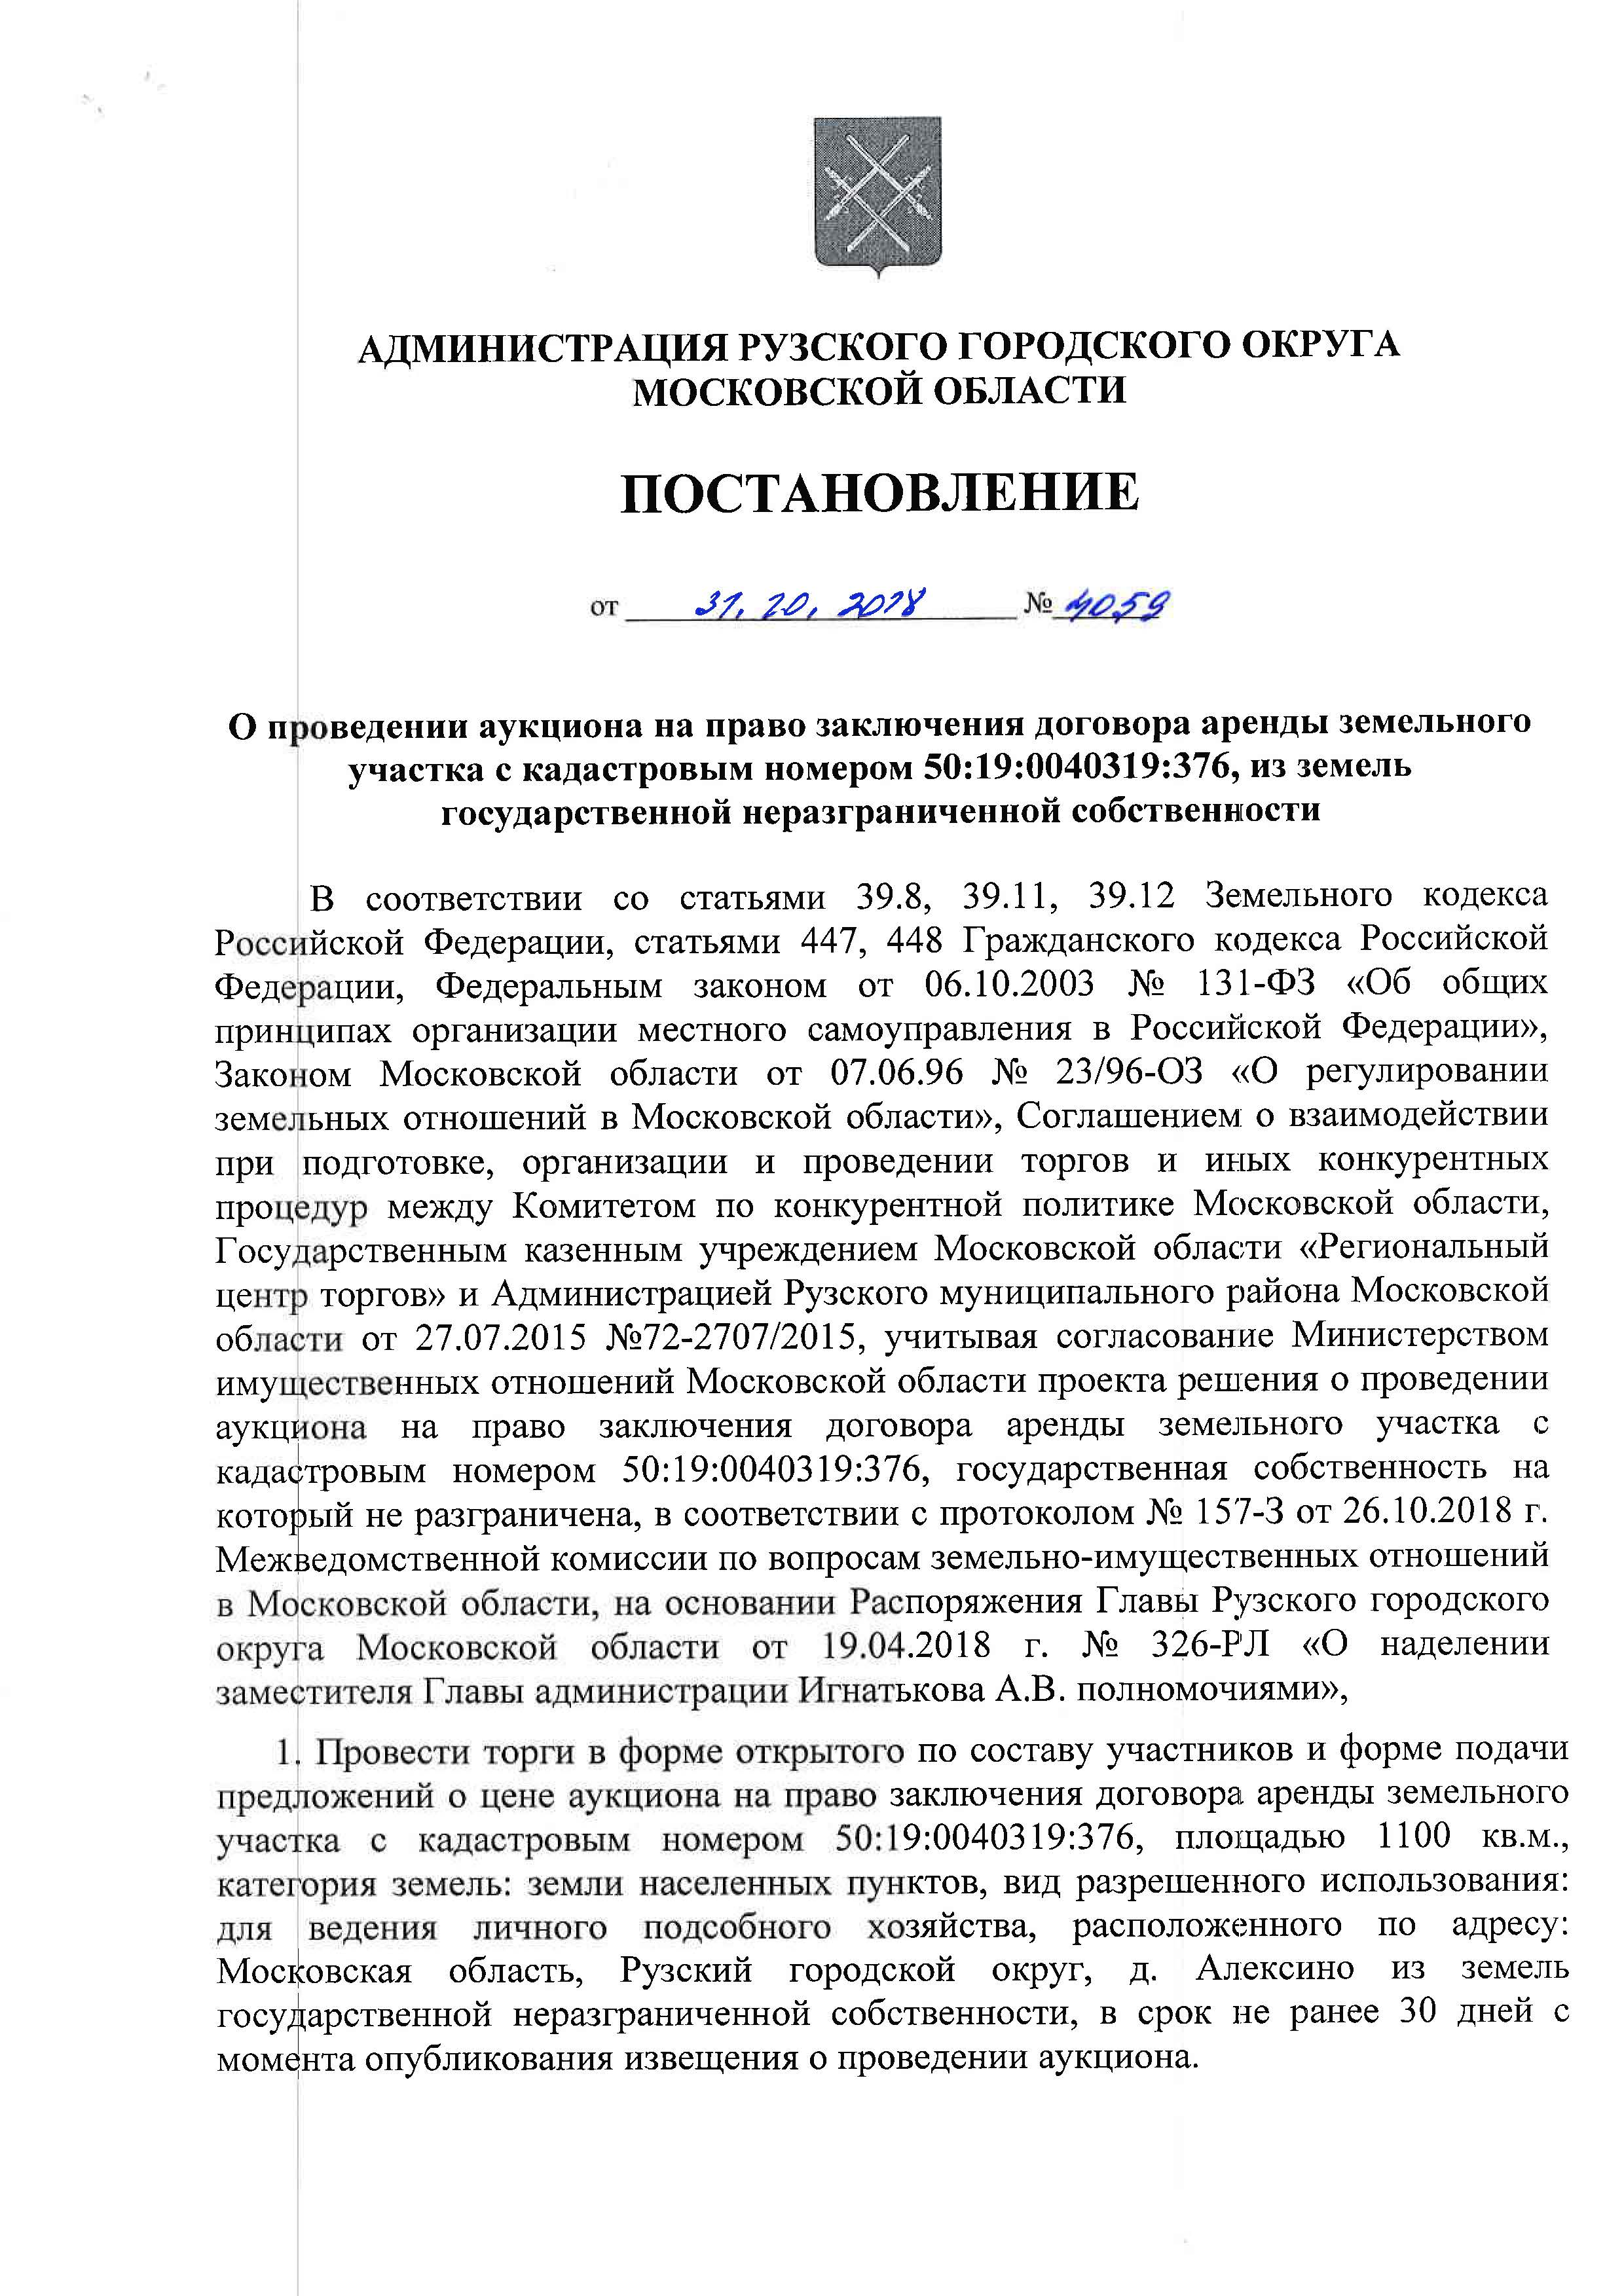 АДМИНИСТРАЦИЯ РУЗСКОГО ГОРОДСКОГО ОКРУГА
МОСКОВСКОЙ ОБЛАСТИ
ПОСТАНОВЛЕНИЕ
от 31.10.2018 № 4059
О проведении аукциона на право заключения договора аренды земельного
участка с кадастровым номером 50:19:0040319:376, из земель
государственной неразграниченной собственности
В соответствии со статьями 39.8, 39.11, 39.12 Земельного кодекса
Российской Федерации, статьями 447, 448 Гражданского кодекса Российской
Федерации, Федеральным законом от 06.10.2003 № 131-ФЗ «Об общих
принципах организации местного самоуправления в Российской Федерации»,
Законом Московской области от 07.06.96 № 23/96-ОЗ «О регулировании
земельных отношений в Московской области», Соглашением о взаимодействии
при подготовке, организации и проведении торгов и иных конкурентных
процедур между Комитетом по конкурентной политике Московской области,
Государственным казенным учреждением Московской области «Региональный
центр торгов» и Администрацией Рузского муниципального района Московской
области от 27.07.2015 №72-2707/2015, учитывая согласование Министерством
имущественных отношений Московской области проекта решения о проведении
аукциона на право заключения договора аренды земельного участка с
кадастровым номером 50:19:0040319:376, государственная собственность на
который не разграничена, в соответствии с протоколом № 157-З от 26.10.2018 г.
Межведомственной комиссии по вопросам земельно-имущественных отношений
в Московской области, на основании Распоряжения Главы Рузского городского
округа Московской области от 19.04.2018 г. № 326-РЛ «О наделении
заместителя Главы администрации Игнатькова А.В. полномочиями»,
1. Провести торги в форме открытого по составу участников и форме подачи
предложений о цене аукциона на право заключения договора аренды земельного
участка с кадастровым номером 50:19:0040319:376, площадью 1100 кв.м.,
категория земель: земли населенных пунктов, вид разрешенного использования:
для ведения личного подсобного хозяйства, расположенного по адресу:
Московская область, Рузский городской округ, д. Алексино из земель
государственной неразграниченной собственности, в срок не ранее 30 дней с
момента опубликования извещения о проведении аукциона.